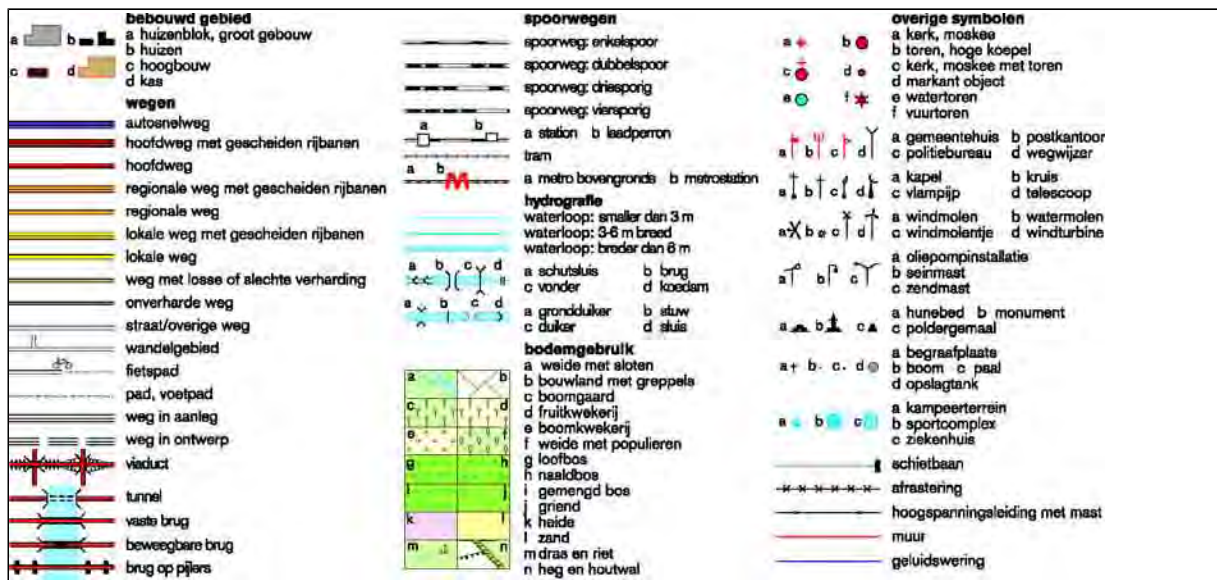 bebouwd gebied
a b a huizenblok, groot gebouw
b huizen
c d c hoogbouw
d kas
wegen
autosnelweg
hoofdweg met gescheiden rijbanen
hoofdweg
regionale weg met gescheiden rijbanen
regionale weg
lokale weg met gescheiden rijbanen
lokale weg
weg met losse of slechte verharding
onverharde weg
straat/overige weg
wandelgebied
fietspad
pad, voetpad
weg in aanleg
weg in ontwerp
viaduct
tunnel
vaste brug
beweegbare brug
brug op pijlers
spoorwegen
spoorweg: enkelspoor
spoorweg: dubbelspoor
spoorweg: driesporig
spoorweg: viersporig
a b
a station b laadperron
tram
a b M
a metro bovengronds b metrostation
hydrografie
waterloop: smaller dan 3 m
waterloop: 3-6 m breed
waterloop: breder dan 6 m
a b c d
a schutsluis b brug
c vonder d koedam
a b c d
a grondduiker b stuw
c duiker d sluis
bodemgebruik
a b a weide met sloten
b bouwland met greppels
c d c boomgaard
d fruitkwekerij
e f e boomkwekerij
f weide met populieren
g h g loofbos
h naaldbos
i j i gemengd bos
j griend
k l k heide
l zand
m n m dras en riet
n heg en houtwal
overige symbolen
a b a kerk, moskee
b toren, hoge koepel
c d c kerk, moskee met toren
d markant object
e f e watertoren
f vuurtoren
a b c d
a gemeentehuis b postkantoor
c politiebureau d wegwijzer
a b c d
a kapel b kruis
c vlampijp d telescoop
a b c d
a windmolen b watermolen
c windmolentje d windturbine
a b c
a oliepompinstallatie
b seinmast
c zendmast
a b c
a hunebed b monument
c poldergemaal
a b c d
a begraafplaats
b boom c paal
d opslagtank
a b c
a kampeerterrein
b sportcomplex
c ziekenhuis
schietbaan
afrastering
hoogspanningsleiding met mast
muur
geluidswering